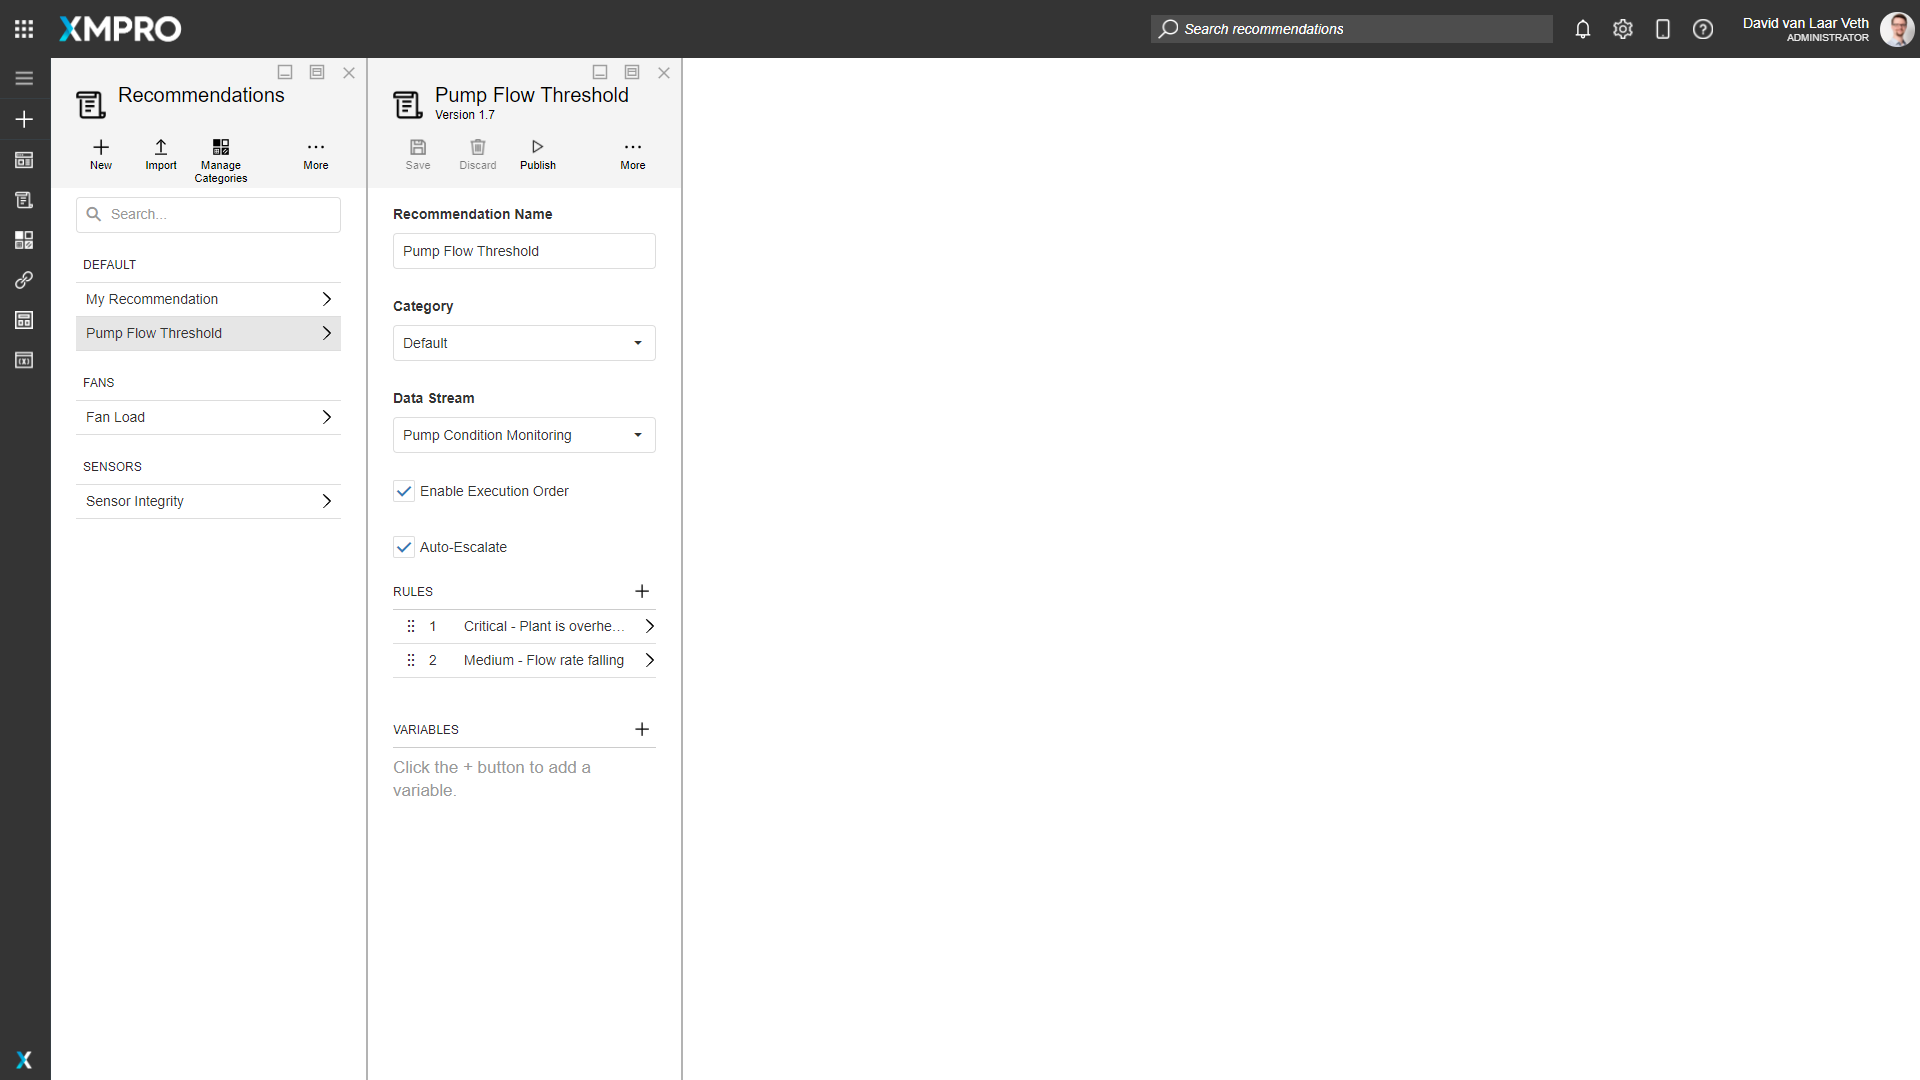 XMPRO
Search recommendations
David van Laar Veth
ADMINISTRATOR
Recommendations
New
Import
Manage
Categories
More
Search...
DEFAULT
My Recommendation
Pump Flow Threshold
FANS
Fan Load
SENSORS
Sensor Integrity
Pump Flow Threshold
Version 1.7
Save
Discard
Publish
More
Recommendation Name
Pump Flow Threshold
Category
Default
Data Stream
Pump Condition Monitoring
Enable Execution Order
Auto-Escalate
RULES
1 Critical - Plant is overhe...
2 Medium - Flow rate falling
VARIABLES
Click the + button to add a
variable.